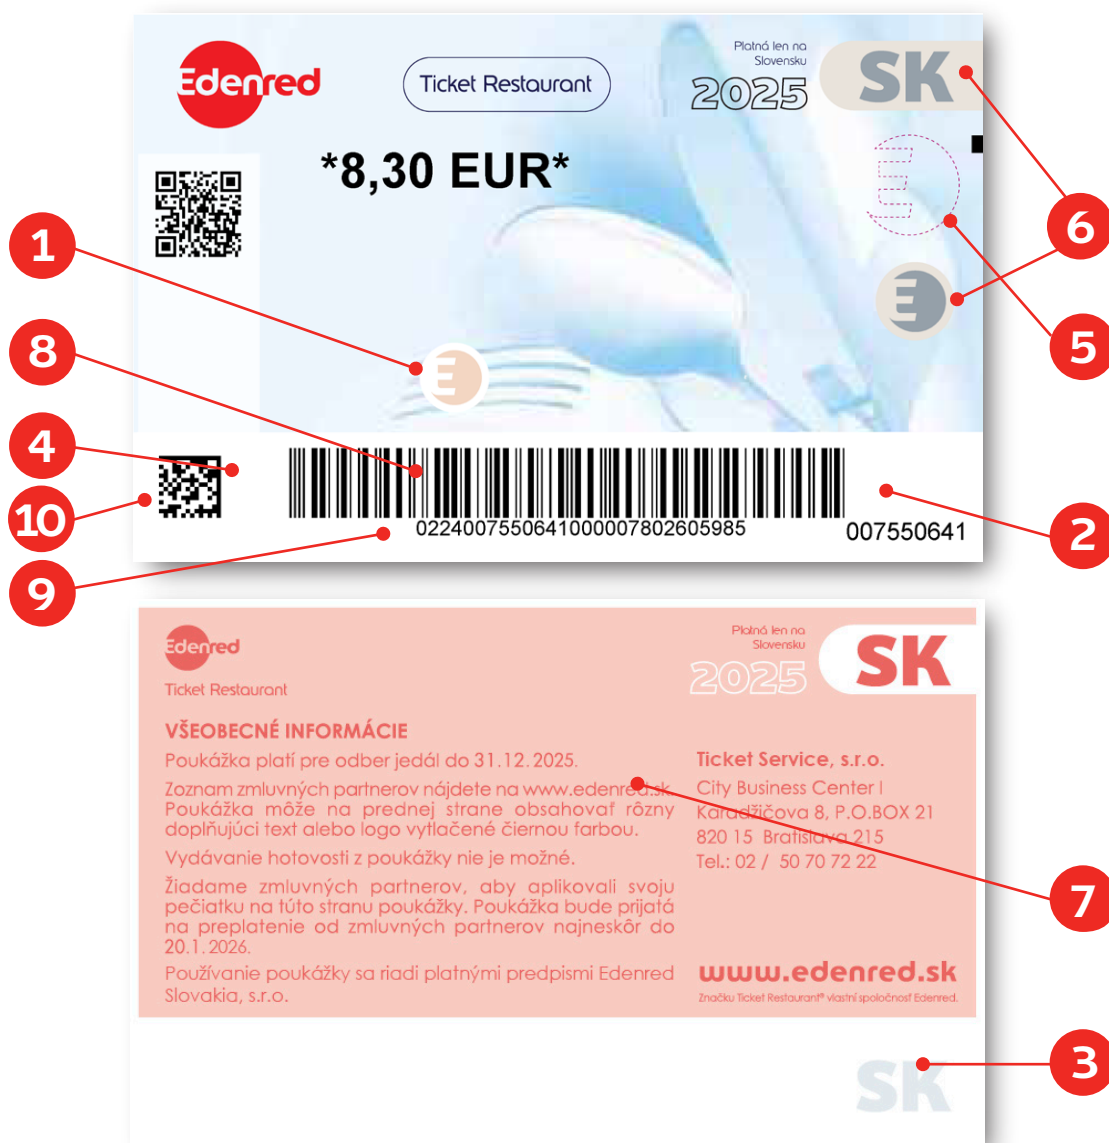 Edenred
Ticket Restaurant
Platná len na
Slovensku
2025
SK
*8,30 EUR*
E
E
E
1
8
4
10
9
6
5
2
0224007550641000007802605985
007550641
Edenred
Ticket Restaurant
Platná len na
Slovensku
2025
SK
VŠEOBECNÉ INFORMÁCIE
Poukážka platí pre odber jedál do 31.12.2025.
Zoznam zmluvných partnerov nájdete na www.edenred.sk.
Poukážka môže na prednej strane obsahovať rôzny
doplňujúci text alebo logo vytlačené čiernou farbou.
Vydávanie hotovosti z poukážky nie je možné.
Žiadame zmluvných partnerov, aby aplikovali svoju
pečiatku na túto stranu poukážky. Poukážka bude prijatá
na preplatenie od zmluvných partnerov najneskôr do
20.1.2026.
Používanie poukážky sa riadi platnými predpismi Edenred
Slovakia, s.r.o.
Ticket Service, s.r.o.
City Business Center I
Karadžičova 8, P.O.BOX 21
820 15 Bratislava 215
Tel.: 02 / 50 70 72 22
www.edenred.sk
Značku Ticket Restaurant® vlastní spoločnosť Edenred.
7
3
SK